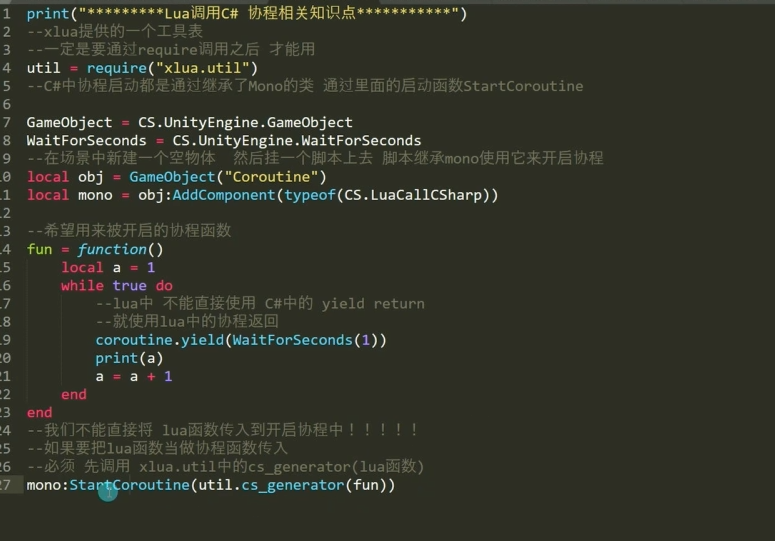 1 print("*********Lua调用C# 协程相关知识点***********")
2 --xlua提供的一个工具表
3 --一定是要通过require调用之后 才能用
4 util = require("xlua.util")
5 --C#中协程启动都是通过继承了Mono的类 通过里面的启动函数StartCoroutine
6
7 GameObject = CS.UnityEngine.GameObject
8 WaitForSeconds = CS.UnityEngine.WaitForSeconds
9 --在场景中新建一个空物体 然后挂一个脚本上去 脚本继承mono使用它来开启协程
10 local obj = GameObject("Coroutine")
11 local mono = obj:AddComponent(typeof(CS.LuaCallCSharp))
12
13 --希望用来被开启的协程函数
14 fun = function()
15 local a = 1
16 while true do
17 --lua中 不能直接使用 C#中的 yield return
18 --就使用lua中的协程返回
19 coroutine.yield(WaitForSeconds(1))
20 print(a)
21 a = a + 1
22 end
23 end
24 --我们不能直接将 lua函数传入到开启协程中！！！！！
25 --如果要把lua函数当做协程函数传入
26 --必须 先调用 xlua.util中的cs_generator(lua函数)
27 mono:StartCoroutine(util.cs_generator(fun))